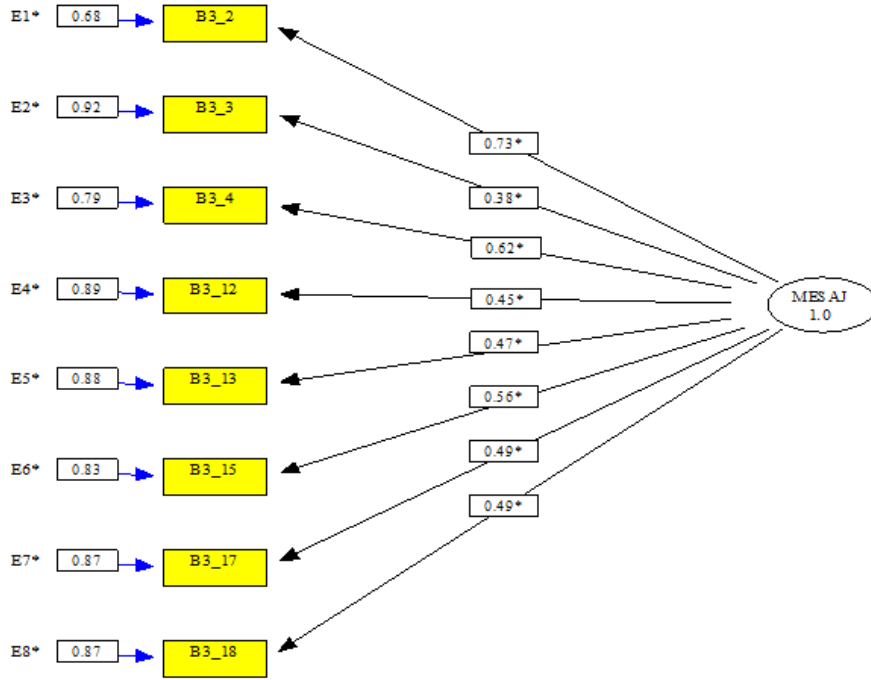 E1* 0.68 B3_2
0.73*
E2* 0.92 B3_3
0.38*
E3* 0.79 B3_4
0.62*
E4* 0.89 B3_12
0.45*
MESAJ
1.0
0.47*
E5* 0.88 B3_13
0.56*
E6* 0.83 B3_15
0.49*
0.49*
E7* 0.87 B3_17
E8* 0.87 B3_18